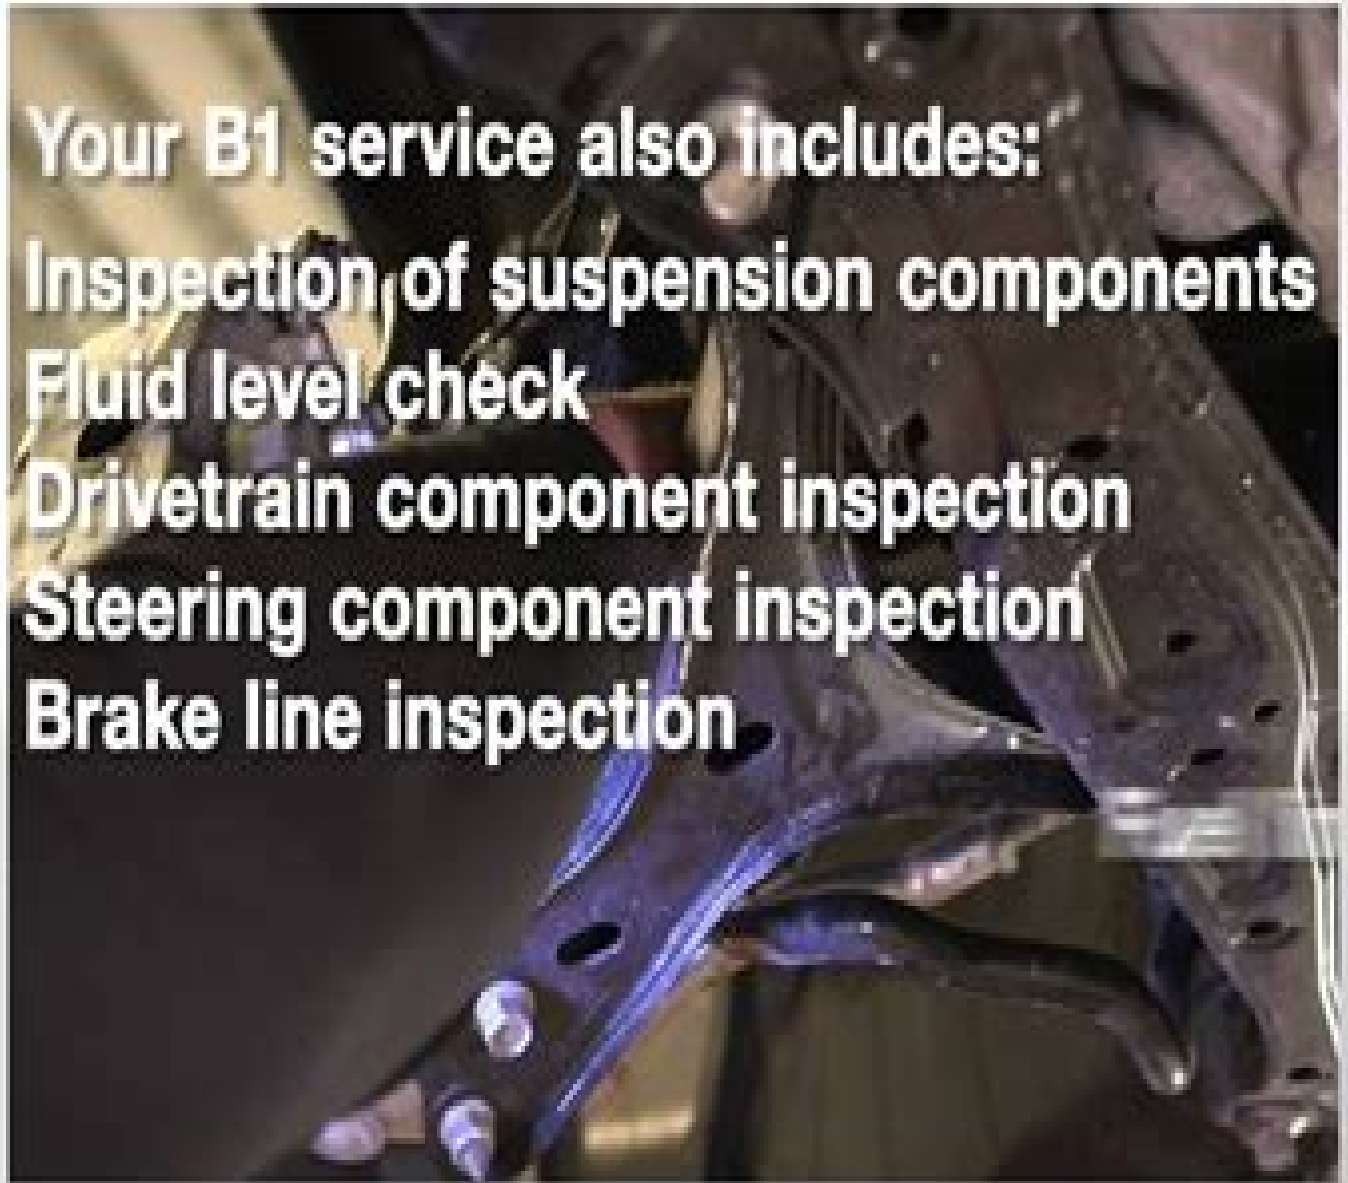 Your B1 service also includes:
Inspection of suspension components
Fluid level check
Drivetrain component inspection
Steering component inspection
Brake line inspection